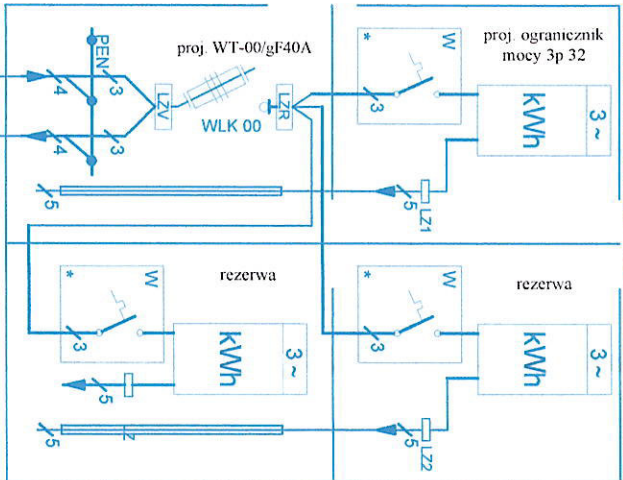 PEN
4
3
4
3
LZV
proj. WT-00/gF40A
WLK 00
LZR
*
W
3
proj. ogranicznik
mocy 3p 32
kWh
3 ~
5
5
LZ1
*
W
3
rezerwa
kWh
3 ~
5
5
Z
*
W
3
rezerwa
kWh
3 ~
5
LZ2